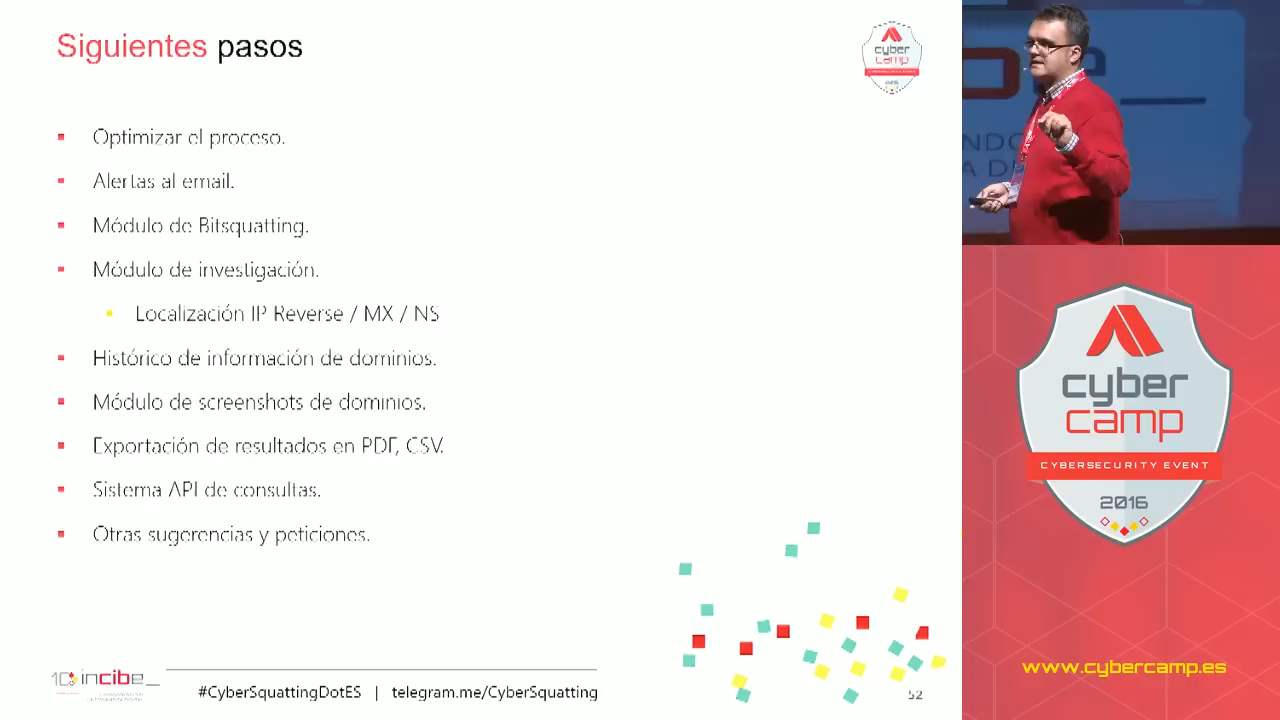 Siguientes pasos
cyber
camp
Optimizar el proceso.
Alertas al email.
Módulo de Bitsquatting.
Módulo de investigación.
Localización IP Reverse / MX / NS
Histórico de información de dominios.
Módulo de screenshots de dominios.
Exportación de resultados en PDF, CSV.
Sistema API de consultas.
Otras sugerencias y peticiones.
incibe_
#CyberSquattingDotES | telegram.me/CyberSquatting
52
cyber
camp
CYBERSECURITY EVENT
2016
www.cybercamp.es